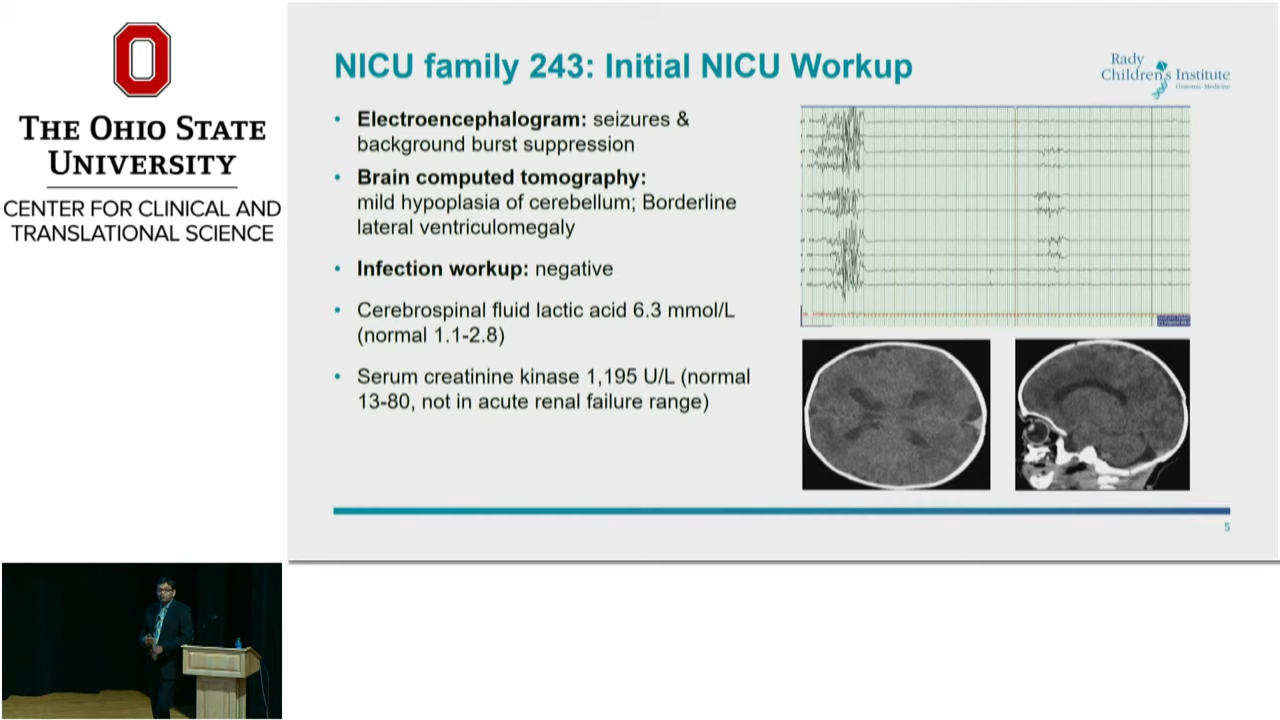 THE OHIO STATE
UNIVERSITY
CENTER FOR CLINICAL AND
TRANSLATIONAL SCIENCE
NICU family 243: Initial NICU Workup
Rady
Children's Institute
Genomic Medicine
• Electroencephalogram: seizures &
background burst suppression
• Brain computed tomography:
mild hypoplasia of cerebellum; Borderline
lateral ventriculomegaly
• Infection workup: negative
• Cerebrospinal fluid lactic acid 6.3 mmol/L
(normal 1.1-2.8)
• Serum creatinine kinase 1,195 U/L (normal
13-80, not in acute renal failure range)
5